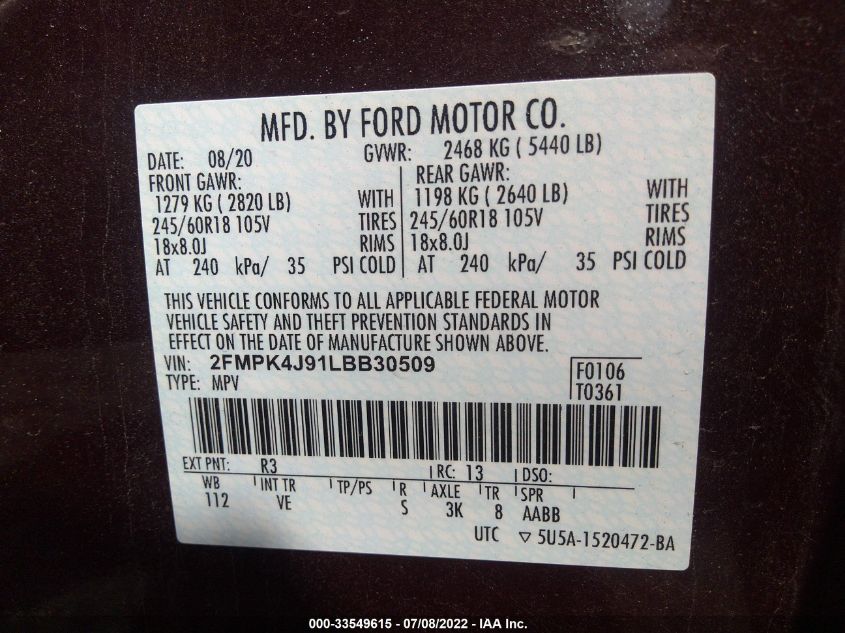 MFD. BY FORD MOTOR CO.
DATE: 08/20 GVWR: 2468 KG ( 5440 LB)
FRONT GAWR: REAR GAWR:
1279 KG ( 2820 LB) WITH 1198 KG ( 2640 LB) WITH
245/60R18 105V TIRES 245/60R18 105V TIRES
18x8.0J RIMS 18x8.0J RIMS
AT 240 kPa/ 35 PSI COLD AT 240 kPa/ 35 PSI COLD
THIS VEHICLE CONFORMS TO ALL APPLICABLE FEDERAL MOTOR
VEHICLE SAFETY AND THEFT PREVENTION STANDARDS IN
EFFECT ON THE DATE OF MANUFACTURE SHOWN ABOVE.
VIN: 2FMPK4J91LBB30509 F0106
TYPE: MPV T0361
EXT PNT: R3 RC: 13 DSO:
WB INT TR TP/PS R AXLE TR SPR
112 VE S 3K 8 AABB
UTC ▽ 5U5A-1520472-BA
000-33549615 - 07/08/2022 - IAA Inc.